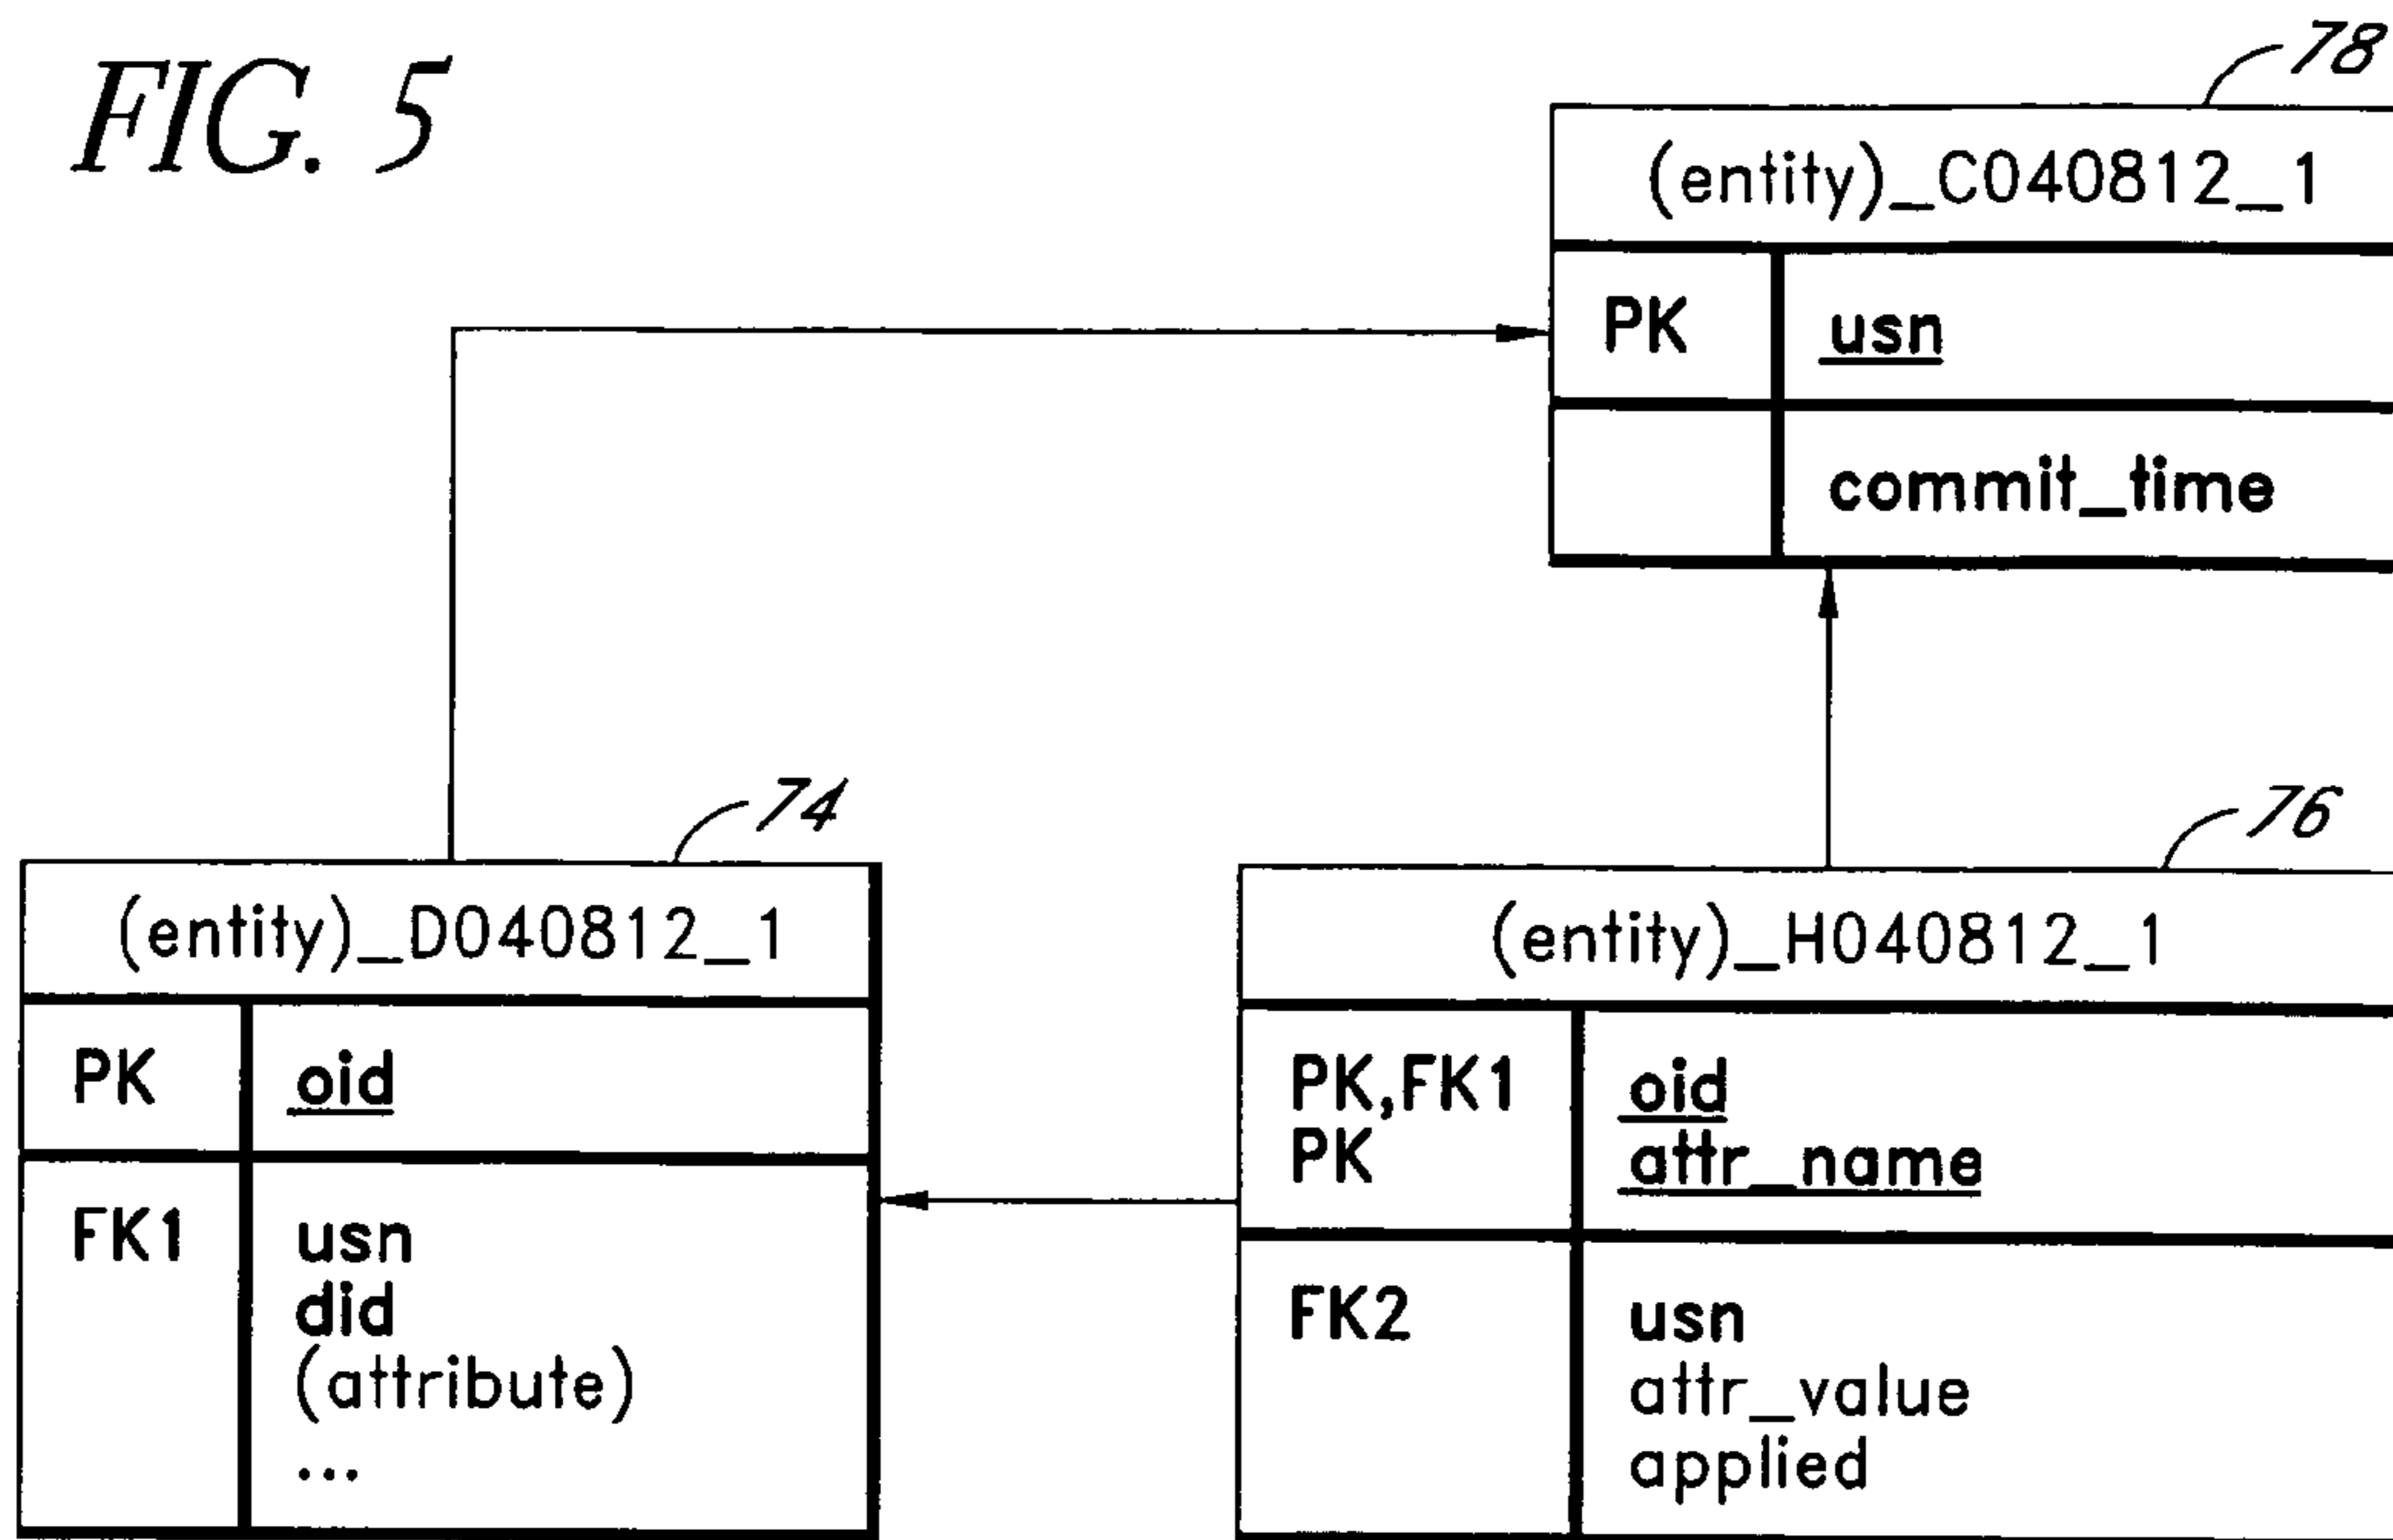 FIG. 5
78
(entity)_C040812_1
PK usn
commit_time
74
(entity)_D040812_1
PK oid
FK1 usn
did
(attribute)
...
76
(entity)_H040812_1
PK,FK1 oid
PK attr_name
FK2 usn
attr_value
applied